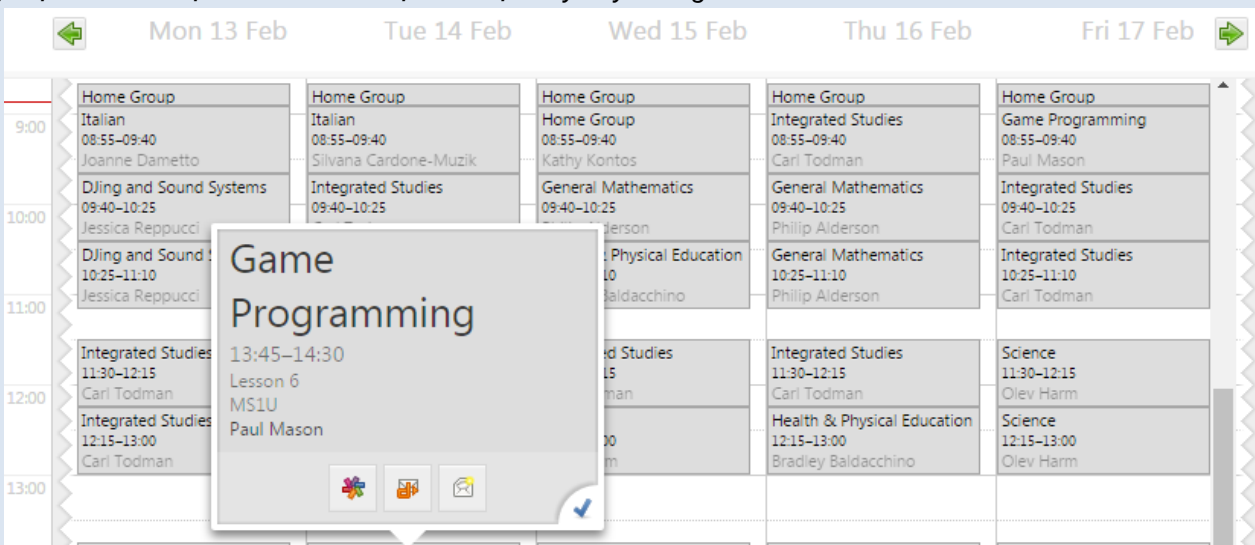 Mon 13 Feb Tue 14 Feb Wed 15 Feb Thu 16 Feb Fri 17 Feb
Home Group Home Group Home Group Home Group Home Group
9:00 Italian Italian Home Group Integrated Studies Game Programming
08:55–09:40 08:55–09:40 08:55–09:40 08:55–09:40 08:55–09:40
Joanne Dametto Silvana Cardone-Muzik Kathy Kontos Carl Todman Paul Mason
DJing and Sound Systems Integrated Studies General Mathematics General Mathematics Integrated Studies
10:00 09:40–10:25 09:40–10:25 09:40–10:25 09:40–10:25 09:40–10:25
Jessica Reppucci Philip Alderson Carl Todman
DJing and Sound Physical Education General Mathematics Integrated Studies
10:25–11:10 10:25–11:10 10:25–11:10
11:00 Jessica Reppucci Baldacchino Philip Alderson Carl Todman
Game
Programming
13:45–14:30
Lesson 6
MS1U
Paul Mason
Integrated Studies Studies Integrated Studies Science
11:30–12:15 11:30–12:15 11:30–12:15
12:00 Carl Todman Carl Todman Olev Harm
Integrated Studies Health & Physical Education Science
12:15–13:00 12:15–13:00 12:15–13:00
Carl Todman Bradley Baldacchino Olev Harm
13:00